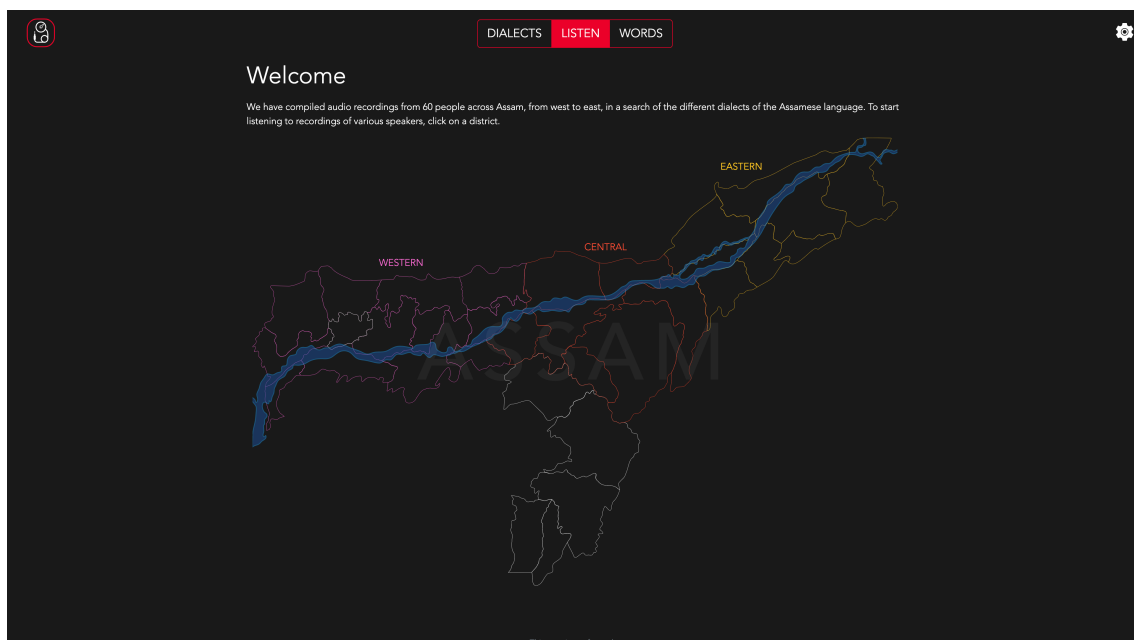 DIALECTS LISTEN WORDS
Welcome
We have compiled audio recordings from 60 people across Assam, from west to east, in a search of the different dialects of the Assamese language. To start
listening to recordings of various speakers, click on a district.
EASTERN
CENTRAL
WESTERN
ASSAM